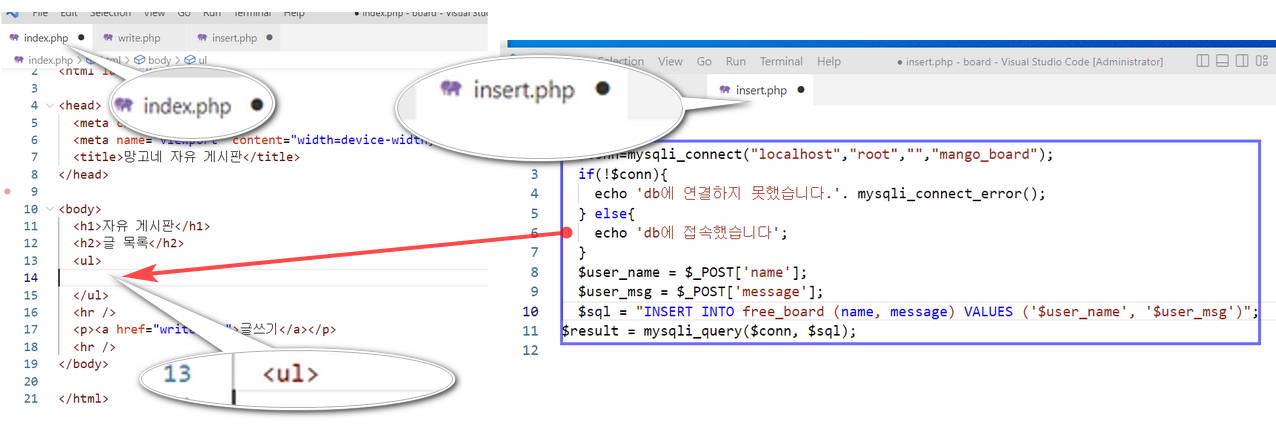 File Edit Selection View Go Run Terminal Help
● index.php - board - Visual Stud
index.php ● write.php insert.php ●
index.php > html > body > ul
2 <html
3
4 <head>
5 <meta
6 <meta name="viewport" content="width=device-width,
7 <title>망고네 자유 게시판</title>
8 </head>
9
10 <body>
11 <h1>자유 게시판</h1>
12 <h2>글 목록</h2>
13 <ul>
14
15 </ul>
16 <hr />
17 <p><a href="write ">글쓰기</a></p>
18 <hr />
19 </body>
20
21 </html>
index.php ●
13 <ul>
Selection View Go Run Terminal Help
● insert.php - board - Visual Studio Code [Administrator]
insert.php ●
insert.php ●
conn=mysqli_connect("localhost","root","","mango_board");
3 if(!$conn){
4 echo 'db에 연결하지 못했습니다.'. mysqli_connect_error();
5 } else{
6 echo 'db에 접속했습니다';
7 }
8 $user_name = $_POST['name'];
9 $user_msg = $_POST['message'];
10 $sql = "INSERT INTO free_board (name, message) VALUES ('$user_name', '$user_msg')";
11 $result = mysqli_query($conn, $sql);
12